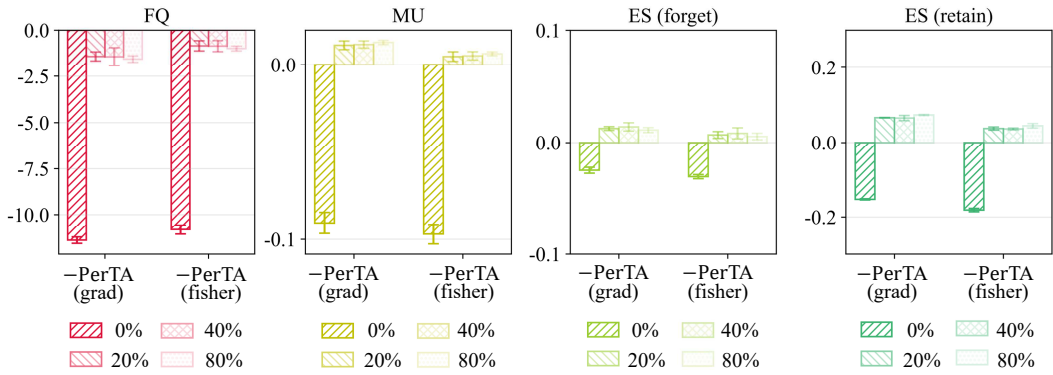 FQ
0.0
-2.5
-5.0
-7.5
-10.0
−PerTA
(grad)
−PerTA
(fisher)
0%
40%
20%
80%
MU
0.0
-0.1
−PerTA
(grad)
−PerTA
(fisher)
0%
40%
20%
80%
ES (forget)
0.1
0.0
-0.1
−PerTA
(grad)
−PerTA
(fisher)
0%
40%
20%
80%
ES (retain)
0.2
0.0
-0.2
−PerTA
(grad)
−PerTA
(fisher)
0%
40%
20%
80%